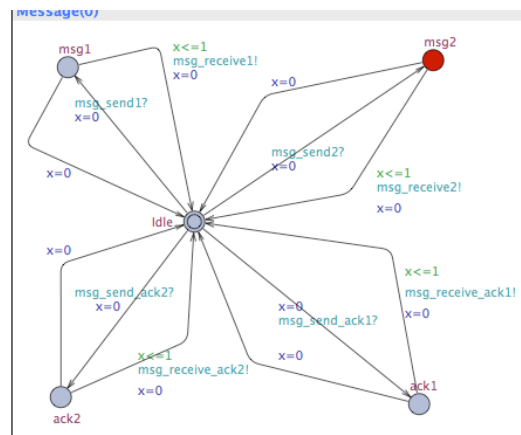 Message(0)
msg1
x<=1
msg_receive1!
x=0
msg2
x=0
msg_send1?
x=0
msg_send2?
x=0
x=0
x<=1
msg_receive2!
x=0
Idle
x=0
x<=1
msg_receive_ack1!
x=0
msg_send_ack2?
x=0
x=0
msg_send_ack1?
x<=1
msg_receive_ack2!
x=0
x=0
ack1
ack2